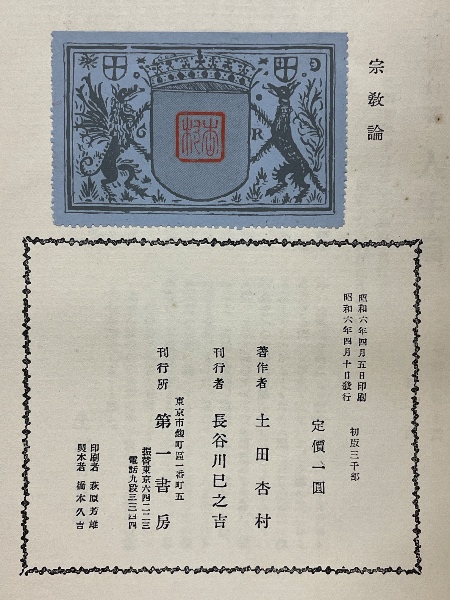 宗教論
杏村
R
昭和六年四月五日印刷
昭和六年四月十日發行
初版三千部
定價一圓
著作者 土田杏村
刊行者 長谷川巳之吉
東京市麴町區一番町五
刊行所 第一書房
振替東京六四二二三
電話九段三三四四
印刷者 萩原芳雄
製本者 橋本久吉